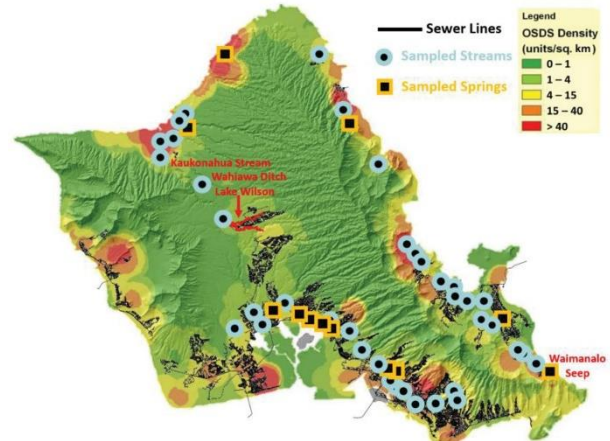 Legend
OSDS Density
(units/sq. km)
0 – 1
1 – 4
4 – 15
15 – 40
> 40
Sewer Lines
Sampled Streams
Sampled Springs
Kaukonahua Stream
Wahiawa Ditch
Lake Wilson
Waimanalo
Seep